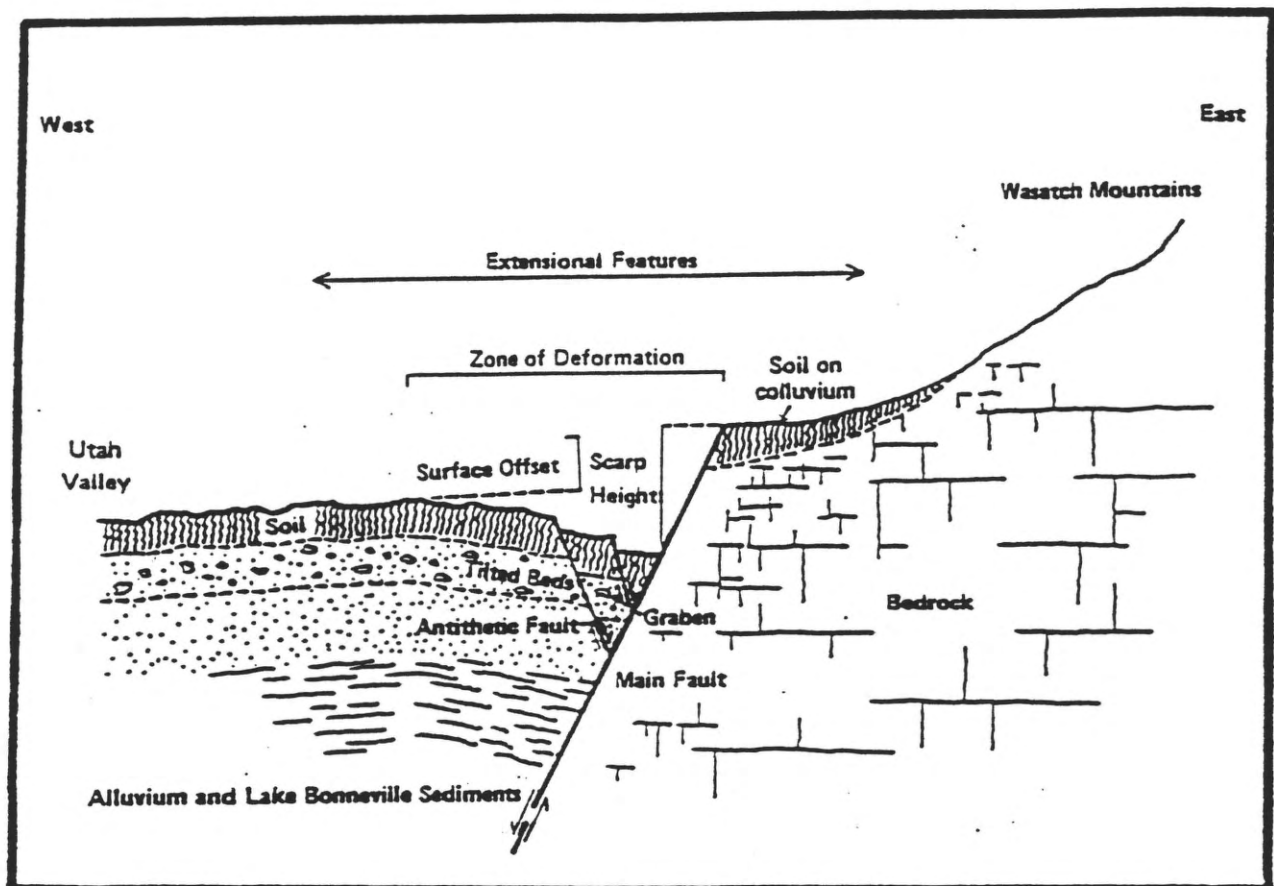 West
East
Wasatch Mountains
Extensional Features
Zone of Deformation
Soil on
colluvium
Utah
Valley
Surface Offset
Scarp
Height
Soil
Tilted Beds
Graben
Antithetic Fault
Bedrock
Main Fault
Alluvium and Lake Bonneville Sediments